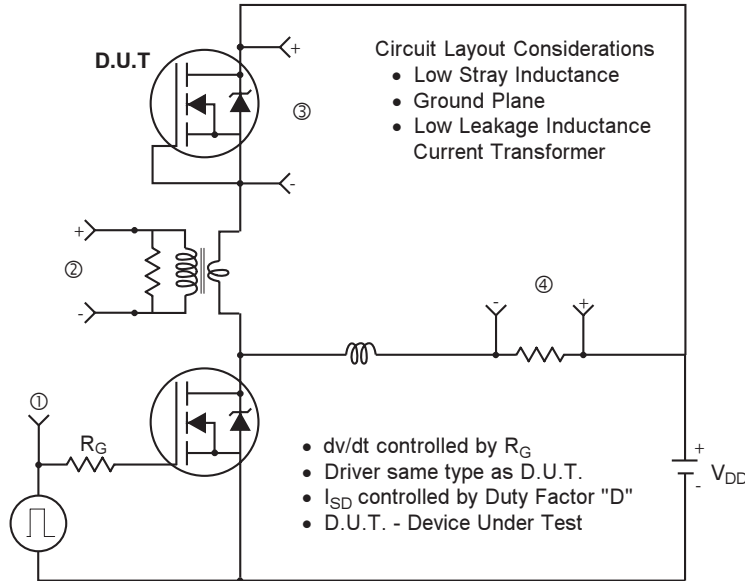 D.U.T
+
Circuit Layout Considerations
• Low Stray Inductance
• Ground Plane
• Low Leakage Inductance
Current Transformer
③
-
+
②
-
④
-
+
①
R_G
• dv/dt controlled by R_G
• Driver same type as D.U.T.
• I_SD controlled by Duty Factor "D"
• D.U.T. - Device Under Test
+
V_DD
-